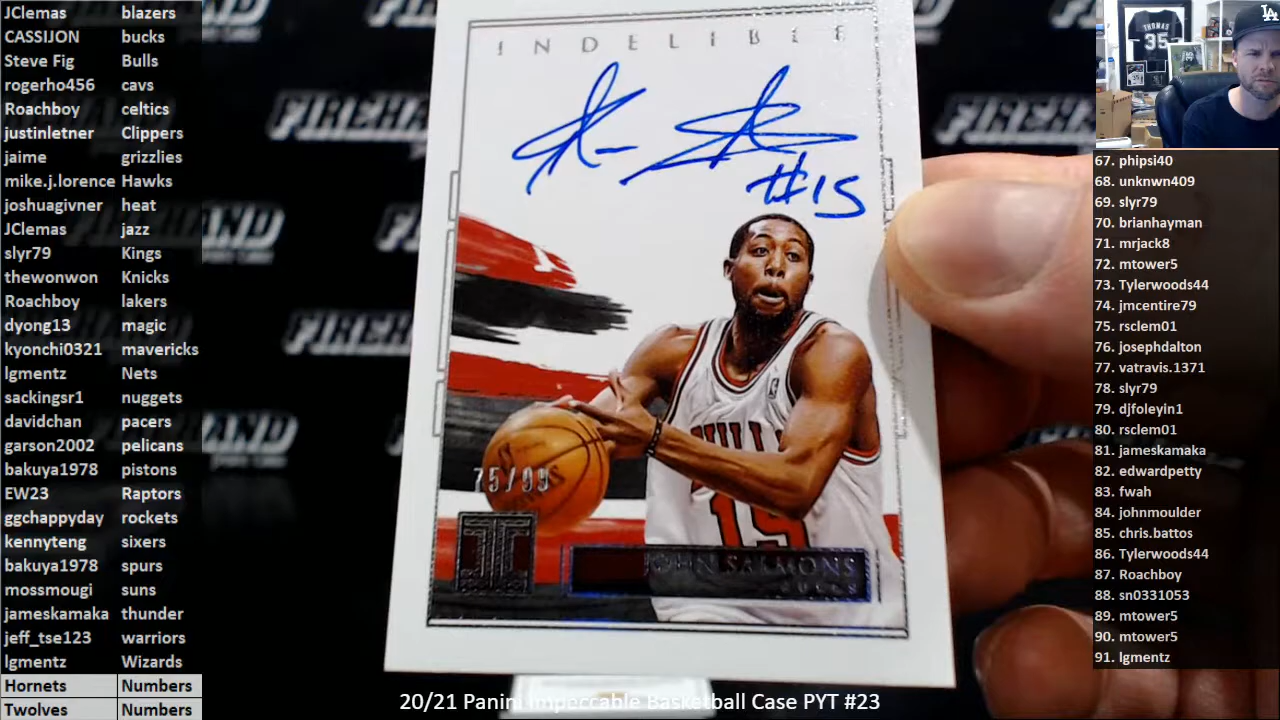 JClemas blazers
CASSIJON bucks
Steve Fig Bulls
rogerho456 cavs
Roachboy celtics
justinletner Clippers
jaime grizzlies
mike.j.lorence Hawks
joshuagivner heat
JClemas jazz
slyr79 Kings
thewonwon Knicks
Roachboy lakers
dyong13 magic
kyonchi0321 mavericks
lgmentz Nets
sackingsr1 nuggets
davidchan pacers
garson2002 pelicans
bakuya1978 pistons
EW23 Raptors
ggchappyday rockets
kennyteng sixers
bakuya1978 spurs
mossmougi suns
jameskamaka thunder
jeff_tse123 warriors
lgmentz Wizards
Hornets Numbers
Twolves Numbers
INDELIBLE
#15
75/99
15
JOHN SALMONS
BULLS
FIREHAND
THOMAS
35
LA
67. phipsi40
68. unknwn409
69. slyr79
70. brianhayman
71. mrjack8
72. mtower5
73. Tylerwoods44
74. jmcentire79
75. rsclem01
76. josephdalton
77. vatravis.1371
78. slyr79
79. djfoleyin1
80. rsclem01
81. jameskamaka
82. edwardpetty
83. fwah
84. johnmoulder
85. chris.battos
86. Tylerwoods44
87. Roachboy
88. sn0331053
89. mtower5
90. mtower5
91. lgmentz
20/21 Panini Impeccable Basketball Case PYT #23